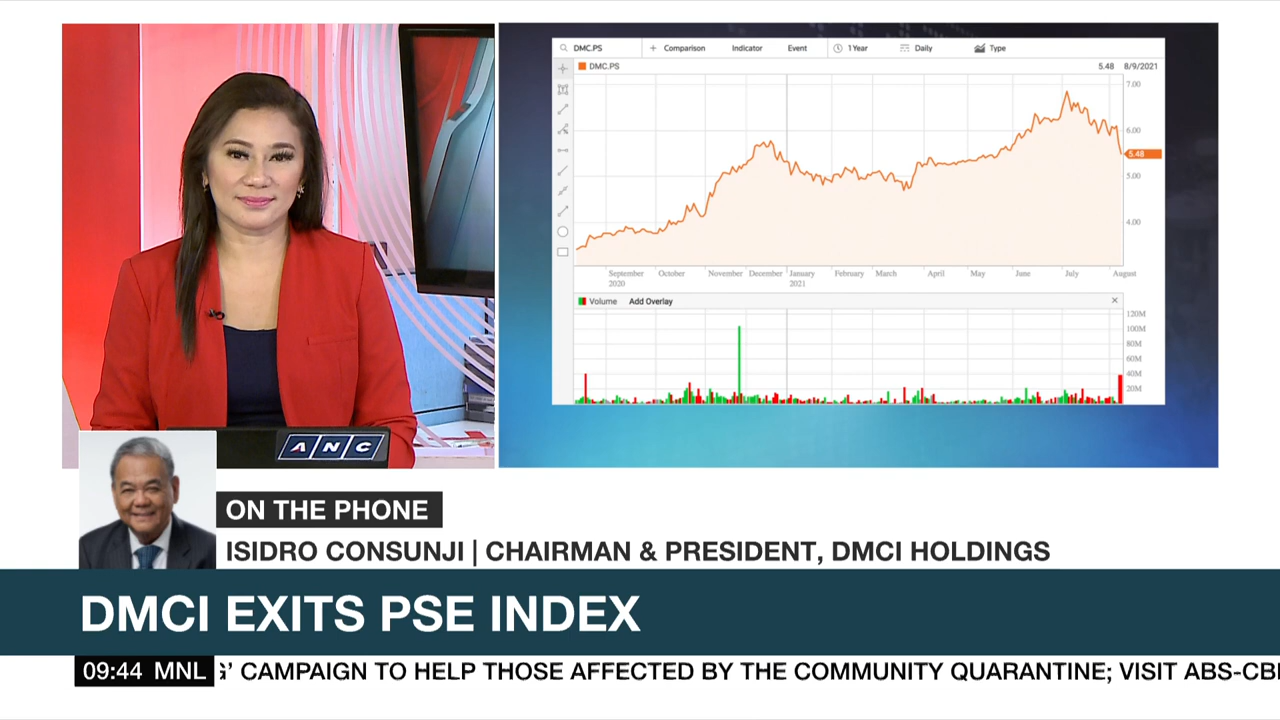 DMC.PS + Comparison Indicator Event 1 Year Daily Type
DMC.PS 5.48 8/9/2021
7.00
6.00
5.48
5.00
4.00
September October November December January February March April May June July August
2020 2021
Volume Add Overlay ×
120M
100M
80M
60M
40M
20M
ANC
ON THE PHONE
ISIDRO CONSUNJI | CHAIRMAN & PRESIDENT, DMCI HOLDINGS
DMCI EXITS PSE INDEX
09:44 MNL G' CAMPAIGN TO HELP THOSE AFFECTED BY THE COMMUNITY QUARANTINE; VISIT ABS-CB